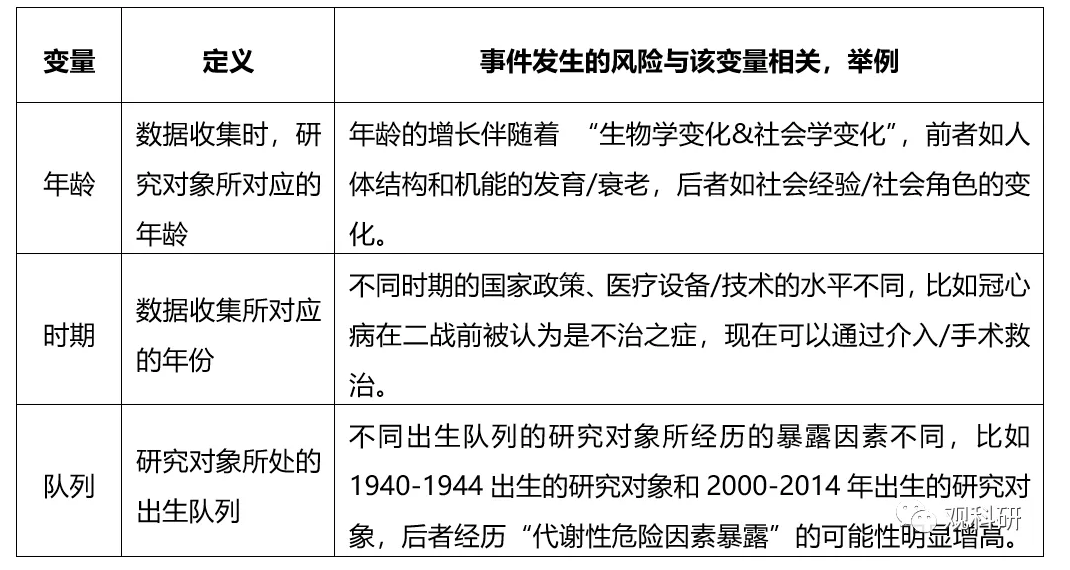 变量
定义
事件发生的风险与该变量相关，举例
年龄
数据收集时，研
究对象所对应的
年龄
年龄的增长伴随着 “生物学变化&社会学变化”，前者如人
体结构和机能的发育/衰老，后者如社会经验/社会角色的变
化。
时期
数据收集所对应
的年份
不同时期的国家政策、医疗设备/技术的水平不同，比如冠心
病在二战前被认为是不治之症，现在可以通过介入/手术救
治。
队列
研究对象所处的
出生队列
不同出生队列的研究对象所经历的暴露因素不同，比如
1940-1944 出生的研究对象和 2000-2014 年出生的研究对
象，后者经历“代谢性危险因素暴露”的可能性明显增高。
观科研